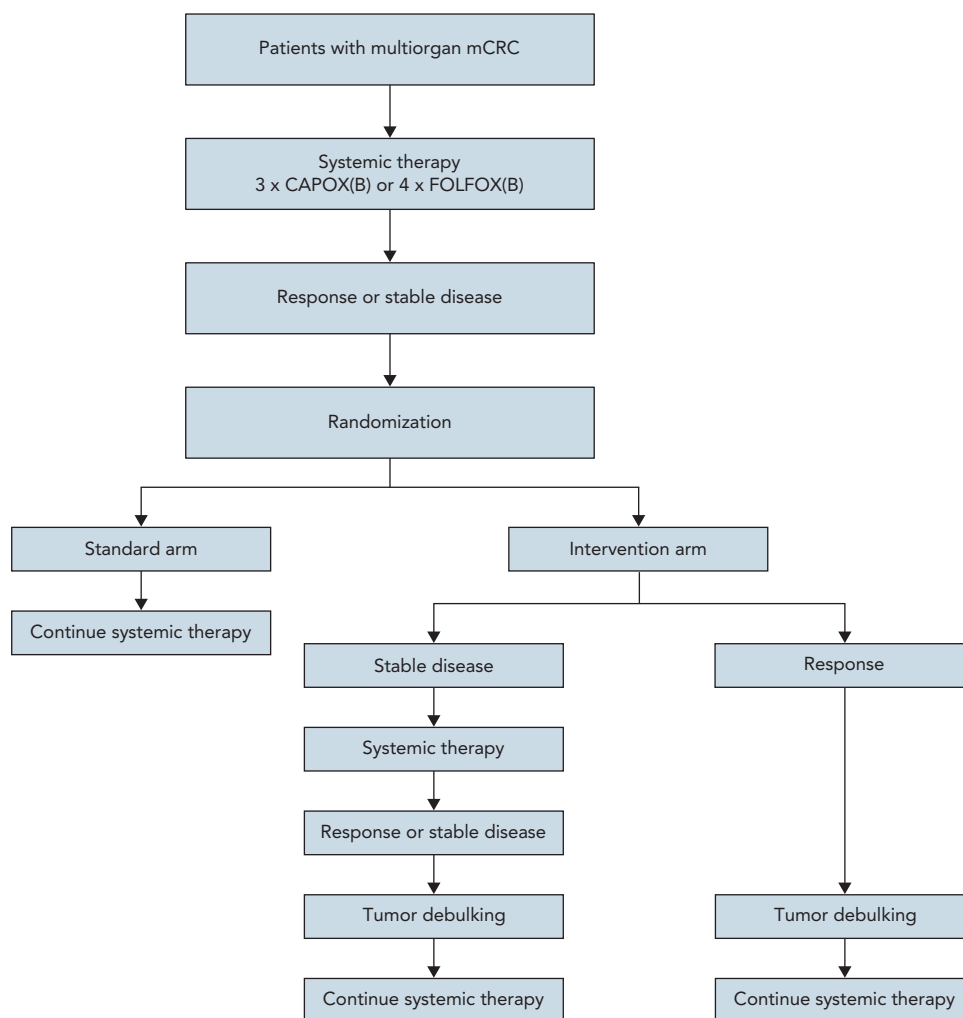 Patients with multiorgan mCRC
Systemic therapy
3 x CAPOX(B) or 4 x FOLFOX(B)
Response or stable disease
Randomization
Standard arm
Intervention arm
Continue systemic therapy
Stable disease
Response
Systemic therapy
Response or stable disease
Tumor debulking
Tumor debulking
Continue systemic therapy
Continue systemic therapy